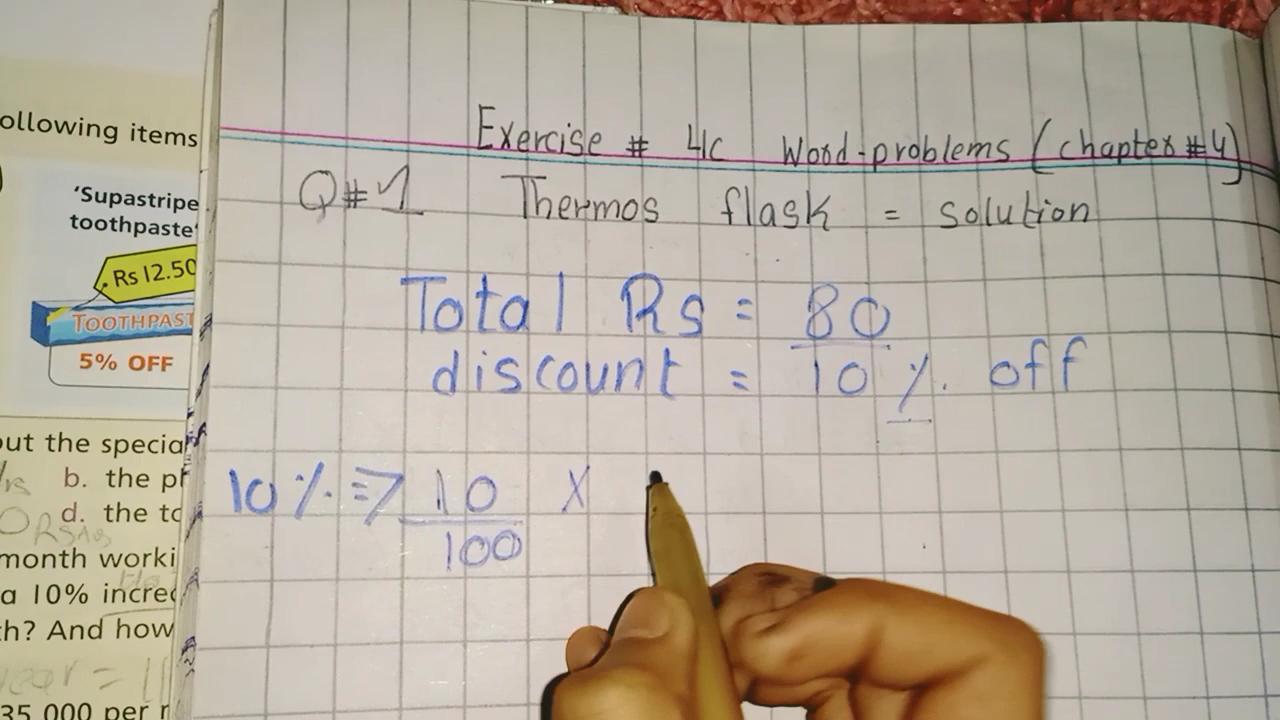 ollowing items
'Supastripe
toothpaste'
Rs 12.50
TOOTHPAST
5% OFF
out the specia
b. the pr
d. the to
month worki
a 10% incre
h? And how
35 000 per
Exercise # 4c Word-problems (chapter #4)
Q#1 Thermos flask = solution
Total Rs = 80
discount = 10 % off
10% => 10 X
100